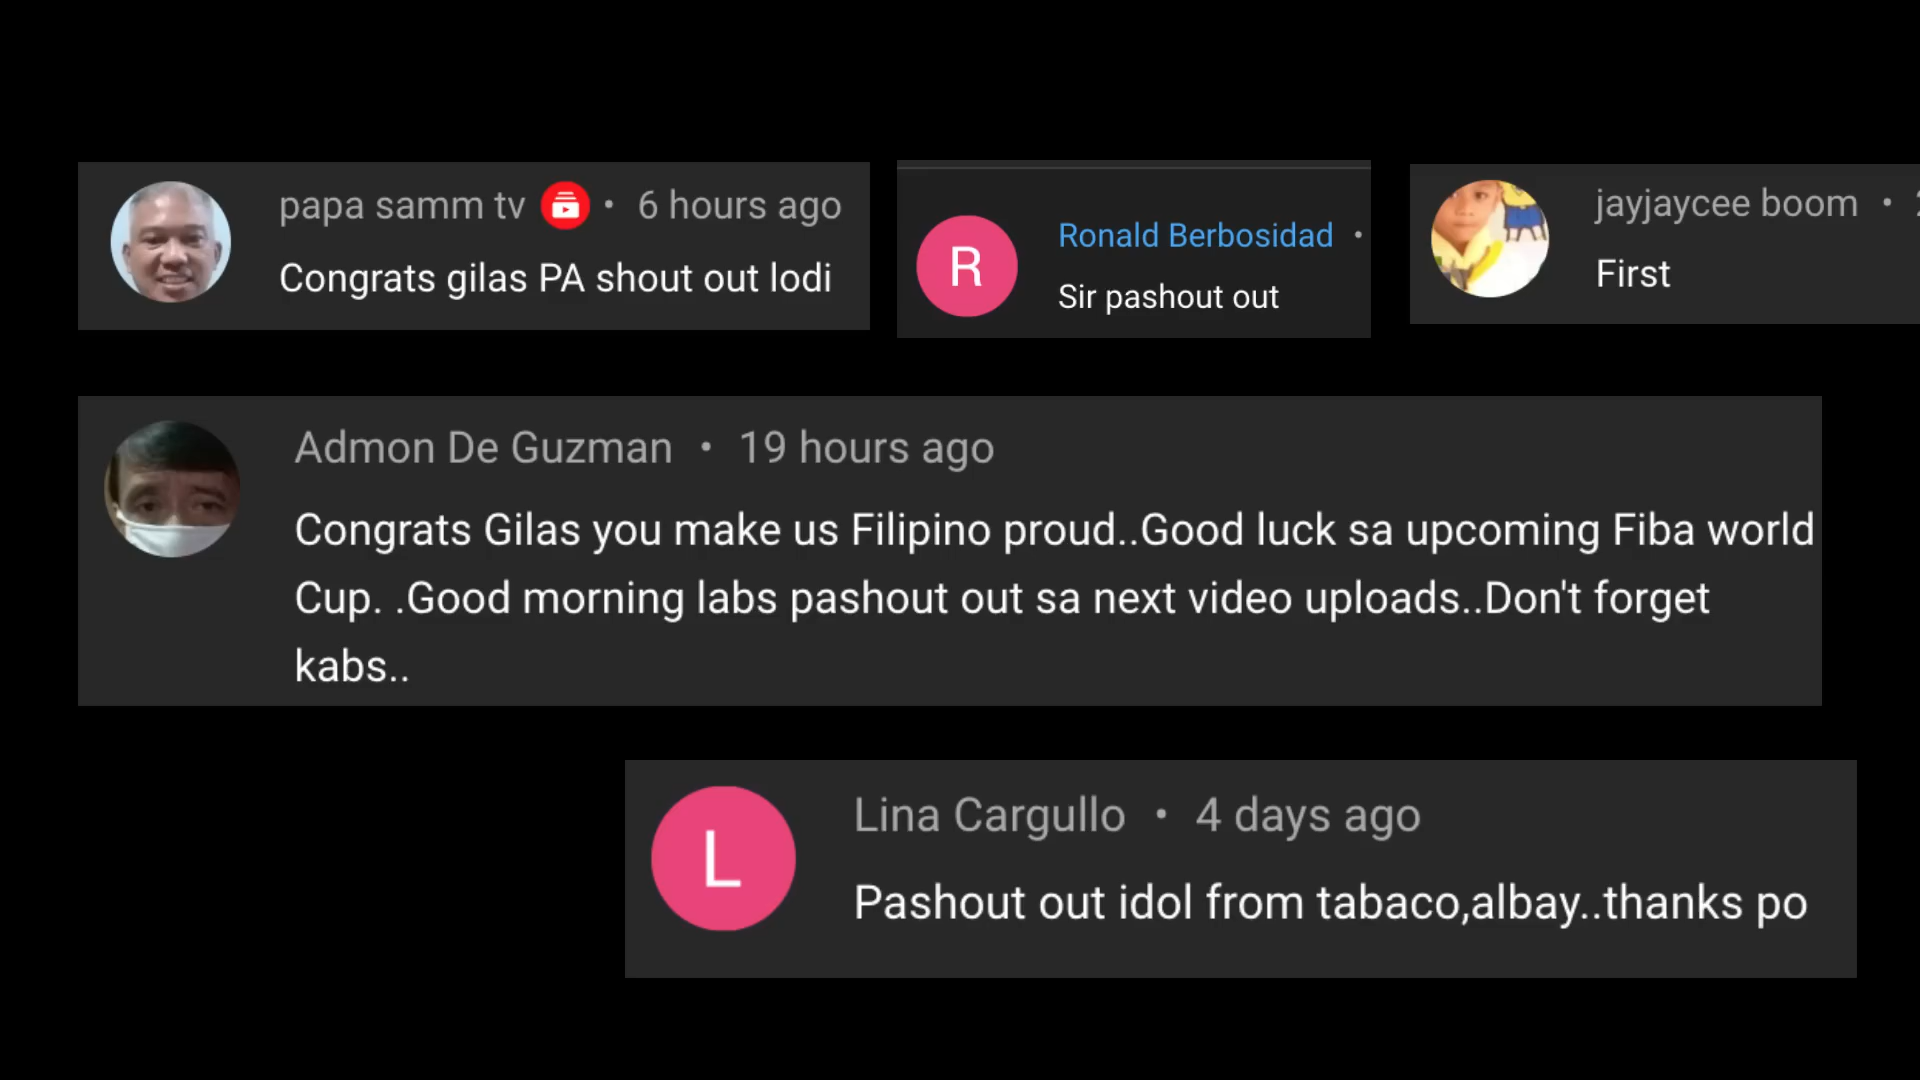 papa samm tv • 6 hours ago
Congrats gilas PA shout out lodi
R
Ronald Berbosidad •
Sir pashout out
jayjaycee boom •
First
Admon De Guzman • 19 hours ago
Congrats Gilas you make us Filipino proud..Good luck sa upcoming Fiba world
Cup. .Good morning labs pashout out sa next video uploads..Don't forget
kabs..
L
Lina Cargullo • 4 days ago
Pashout out idol from tabaco,albay..thanks po